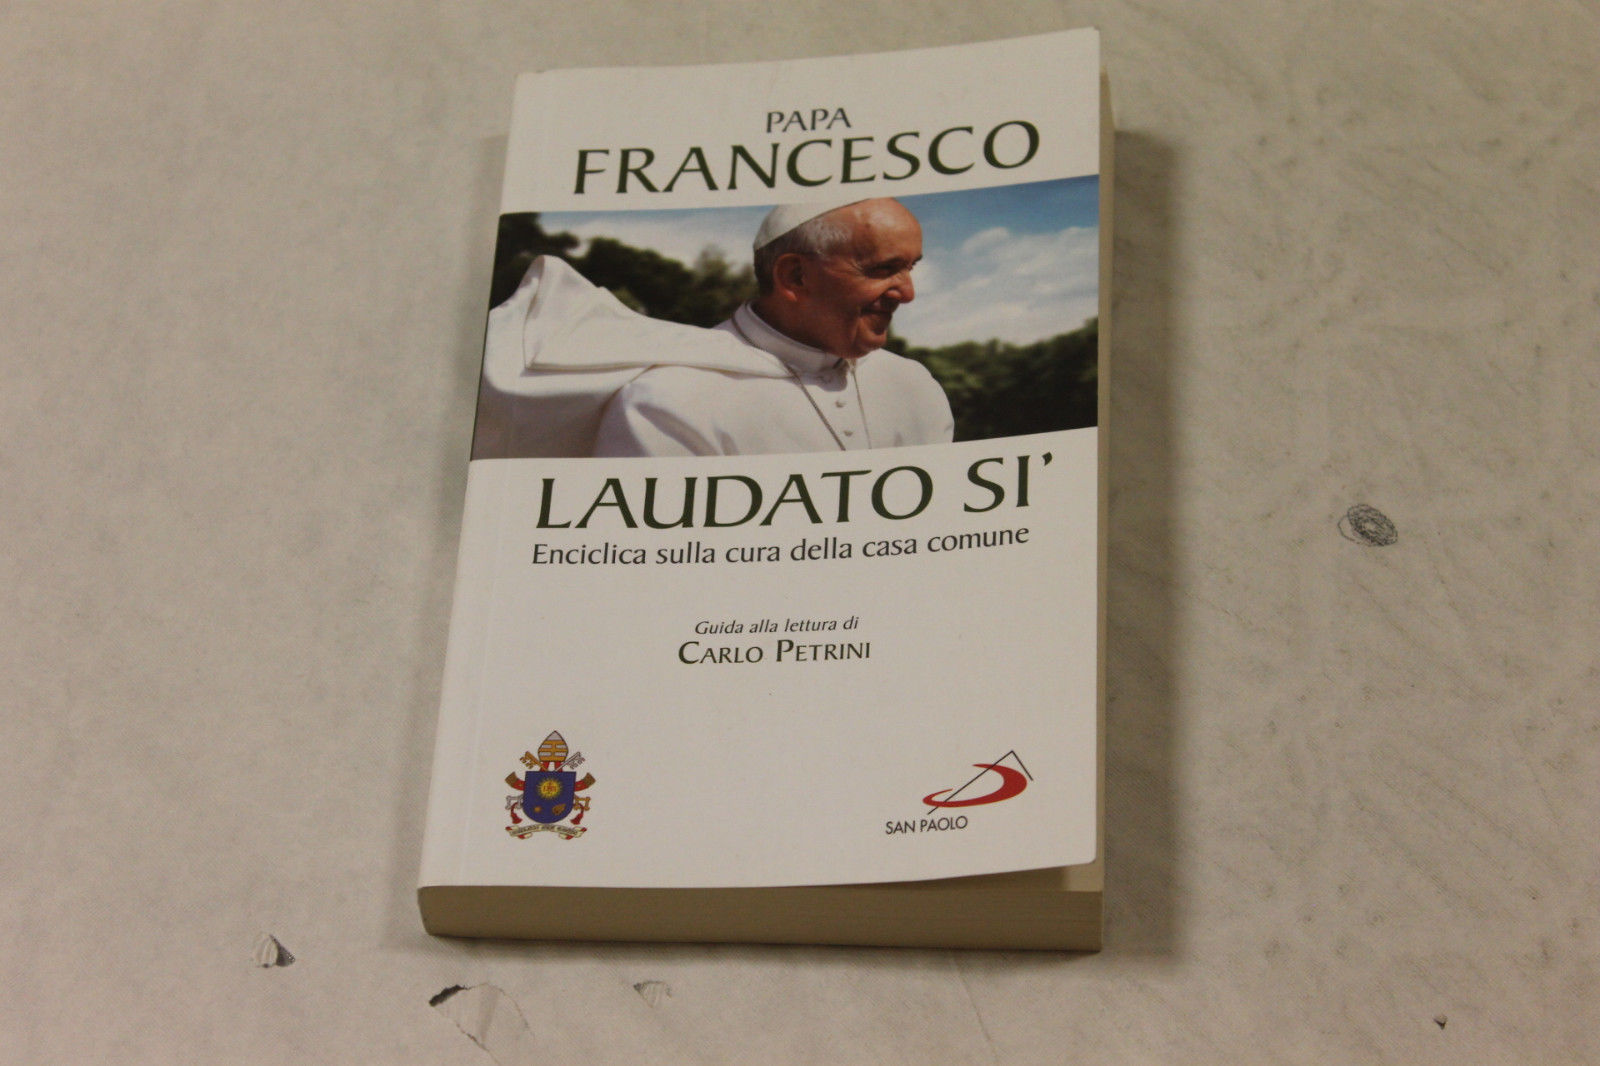 PAPA
FRANCESCO
LAUDATO SI'
Enciclica sulla cura della casa comune
Guida alla lettura di
CARLO PETRINI
SAN PAOLO